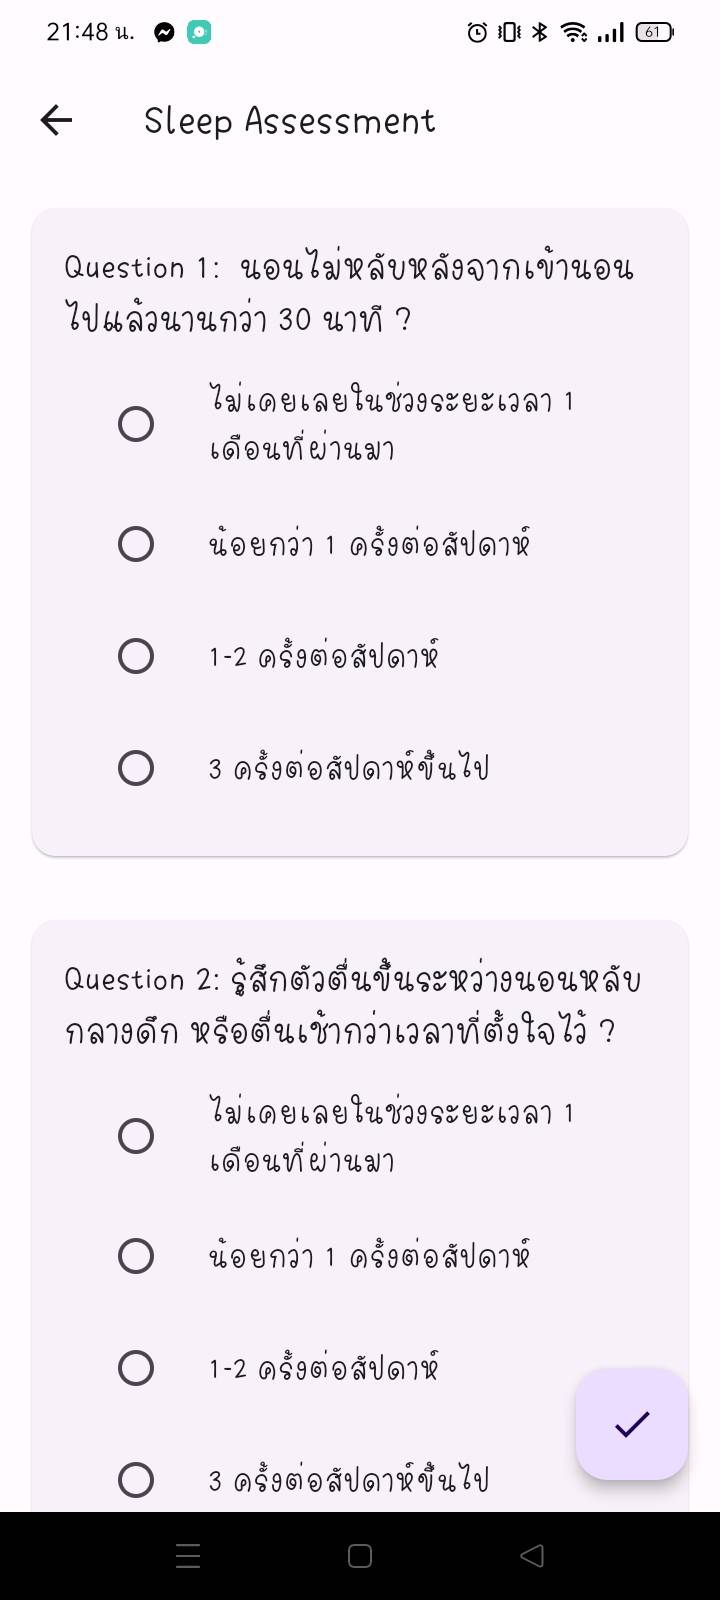 21:48 น.
61
Sleep Assessment
Question 1: นอนไม่หลับหลังจากเข้านอน
ไปแล้วนานกว่า 30 นาที ?
ไม่เคยเลยในช่วงระยะเวลา 1
เดือนที่ผ่านมา
น้อยกว่า 1 ครั้งต่อสัปดาห์
1-2 ครั้งต่อสัปดาห์
3 ครั้งต่อสัปดาห์ขึ้นไป
Question 2: รู้สึกตัวตื่นขึ้นระหว่างนอนหลับ
กลางดึก หรือตื่นเช้ากว่าเวลาที่ตั้งใจไว้ ?
ไม่เคยเลยในช่วงระยะเวลา 1
เดือนที่ผ่านมา
น้อยกว่า 1 ครั้งต่อสัปดาห์
1-2 ครั้งต่อสัปดาห์
3 ครั้งต่อสัปดาห์ขึ้นไป